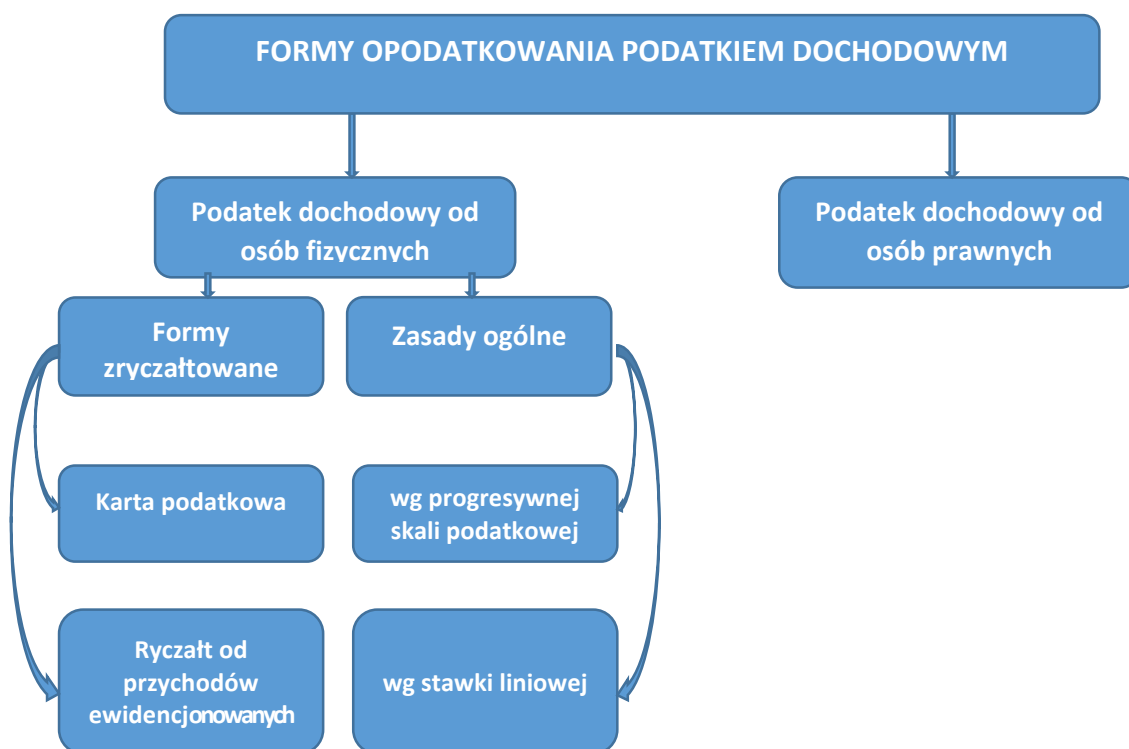 FORMY OPODATKOWANIA PODATKIEM DOCHODOWYM
Podatek dochodowy od
osób fizycznych
Podatek dochodowy od
osób prawnych
Formy
zryczałtowane
Zasady ogólne
Karta podatkowa
wg progresywnej
skali podatkowej
Ryczałt od
przychodów
ewidencjonowanych
wg stawki liniowej